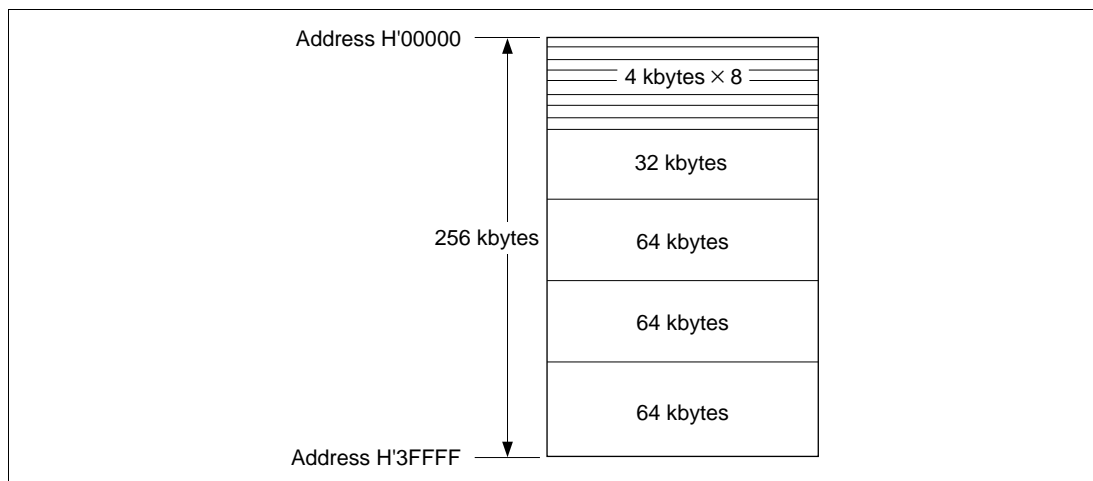 Address H'00000
4 kbytes × 8
32 kbytes
256 kbytes
64 kbytes
64 kbytes
64 kbytes
Address H'3FFFF